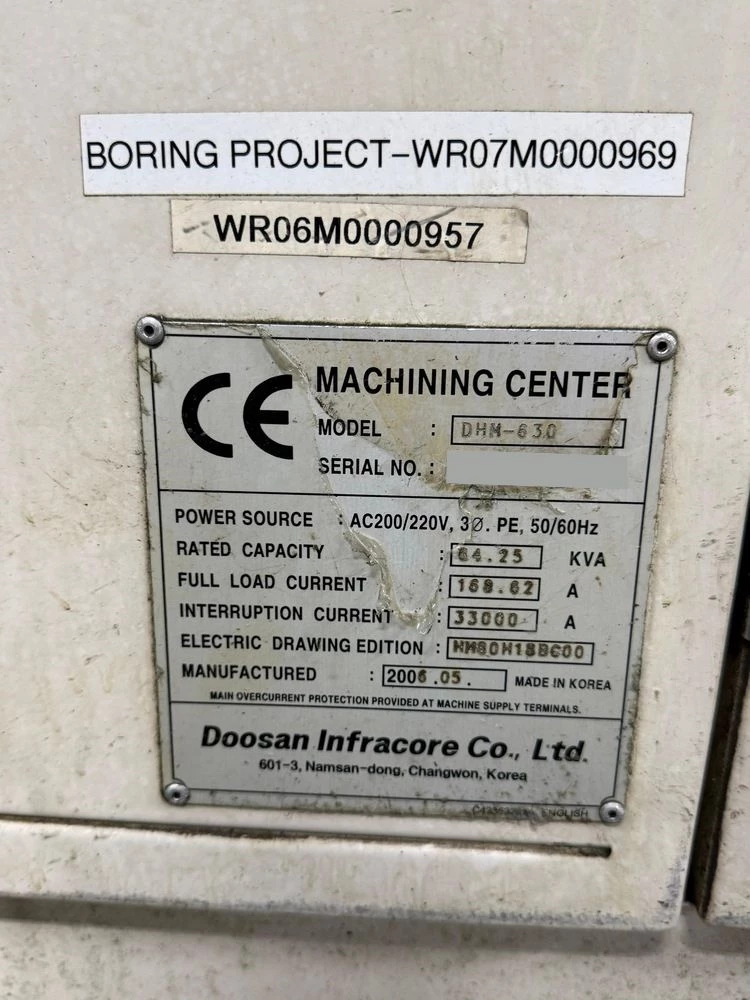 BORING PROJECT-WR07M0000969
WR06M0000957
CE MACHINING CENTER
MODEL : DHM-630
SERIAL NO. :
POWER SOURCE : AC200/220V, 3Ø. PE, 50/60Hz
RATED CAPACITY : 64.25 KVA
FULL LOAD CURRENT : 168.62 A
INTERRUPTION CURRENT : 33000 A
ELECTRIC DRAWING EDITION :
MANUFACTURED : 2006.05. MADE IN KOREA
MAIN OVERCURRENT PROTECTION PROVIDED AT MACHINE SUPPLY TERMINALS.
Doosan Infracore Co., Ltd.
601-3, Namsan-dong, Changwon, Korea
ENGLISH